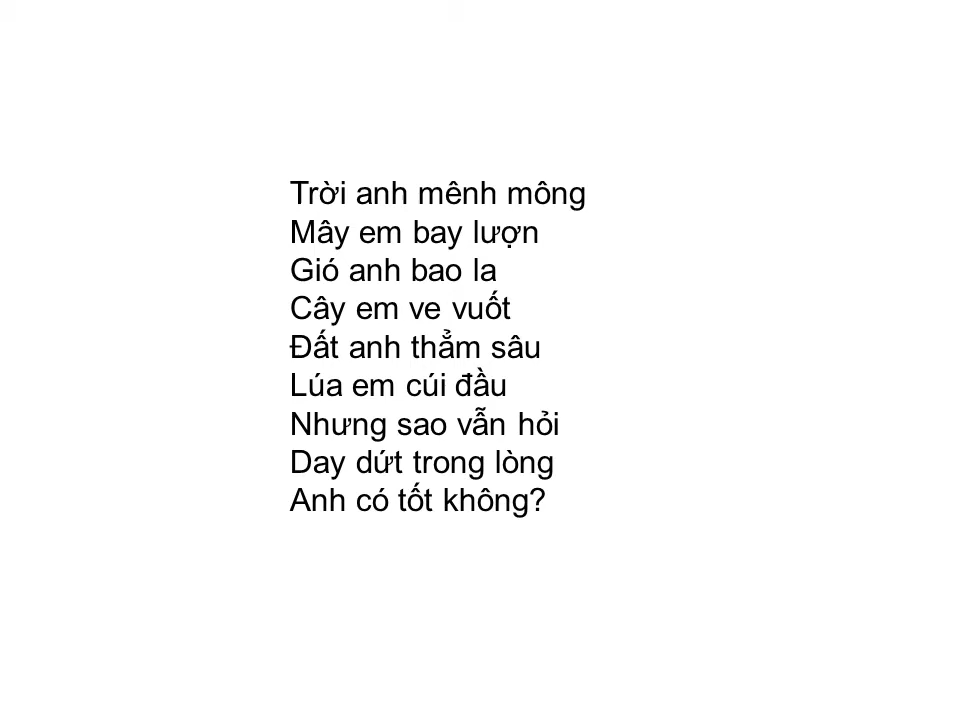 Trời anh mênh mông
Mây em bay lượn
Gió anh bao la
Cây em ve vuốt
Đất anh thẳm sâu
Lúa em cúi đầu
Nhưng sao vẫn hỏi
Day dứt trong lòng
Anh có tốt không?